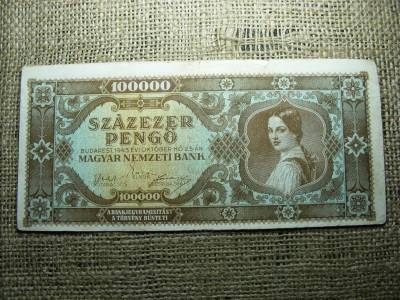 100000
SZÁZEZER
PENGŐ
BUDAPEST, 1945. ÉVI OKTÓBER HÓ 23-ÁN
MAGYAR NEMZETI BANK
100000
A BANKJEGYHAMISÍTÁST
A TÖRVÉNY BÜNTETI